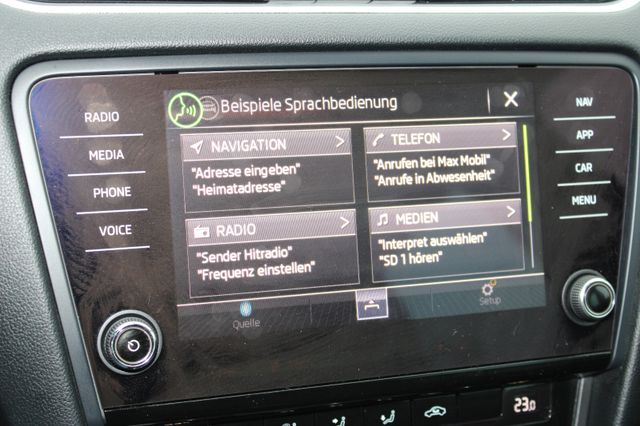 RADIO
MEDIA
PHONE
VOICE
Beispiele Sprachbedienung
NAVIGATION
"Adresse eingeben"
"Heimatadresse"
TELEFON
"Anrufen bei Max Mobil"
"Anrufe in Abwesenheit"
RADIO
"Sender Hitradio"
"Frequenz einstellen"
MEDIEN
"Interpret auswählen"
"SD 1 hören"
Quelle
Setup
NAV
APP
CAR
MENU
23.0